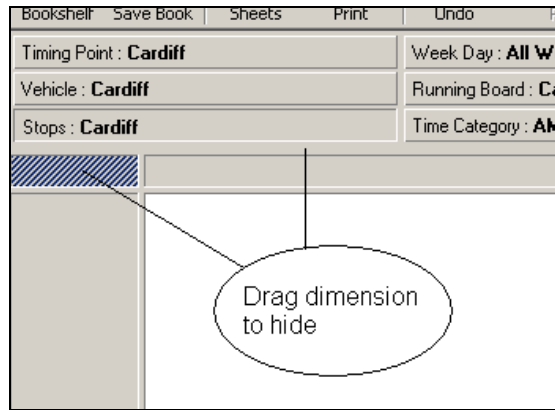 Bookshelf Save Book Sheets Print Undo
Timing Point : Cardiff Week Day : All W
Vehicle : Cardiff Running Board : Ca
Stops : Cardiff Time Category : AM
Drag dimension
to hide